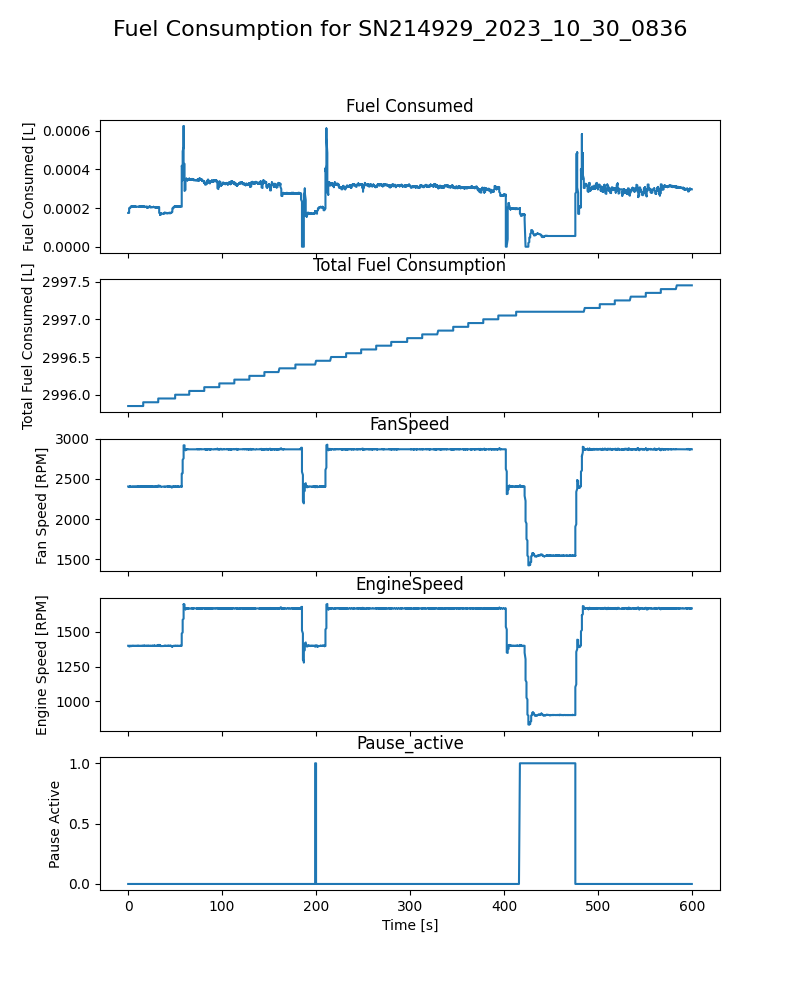 Fuel Consumption for SN214929_2023_10_30_0836
Fuel Consumed
Fuel Consumed [L]
0.0006
0.0004
0.0002
0.0000
Total Fuel Consumption
Total Fuel Consumed [L]
2997.5
2997.0
2996.5
2996.0
FanSpeed
Fan Speed [RPM]
3000
2500
2000
1500
EngineSpeed
Engine Speed [RPM]
1500
1250
1000
Pause_active
Pause Active
1.0
0.5
0.0
0 100 200 300 400 500 600
Time [s]